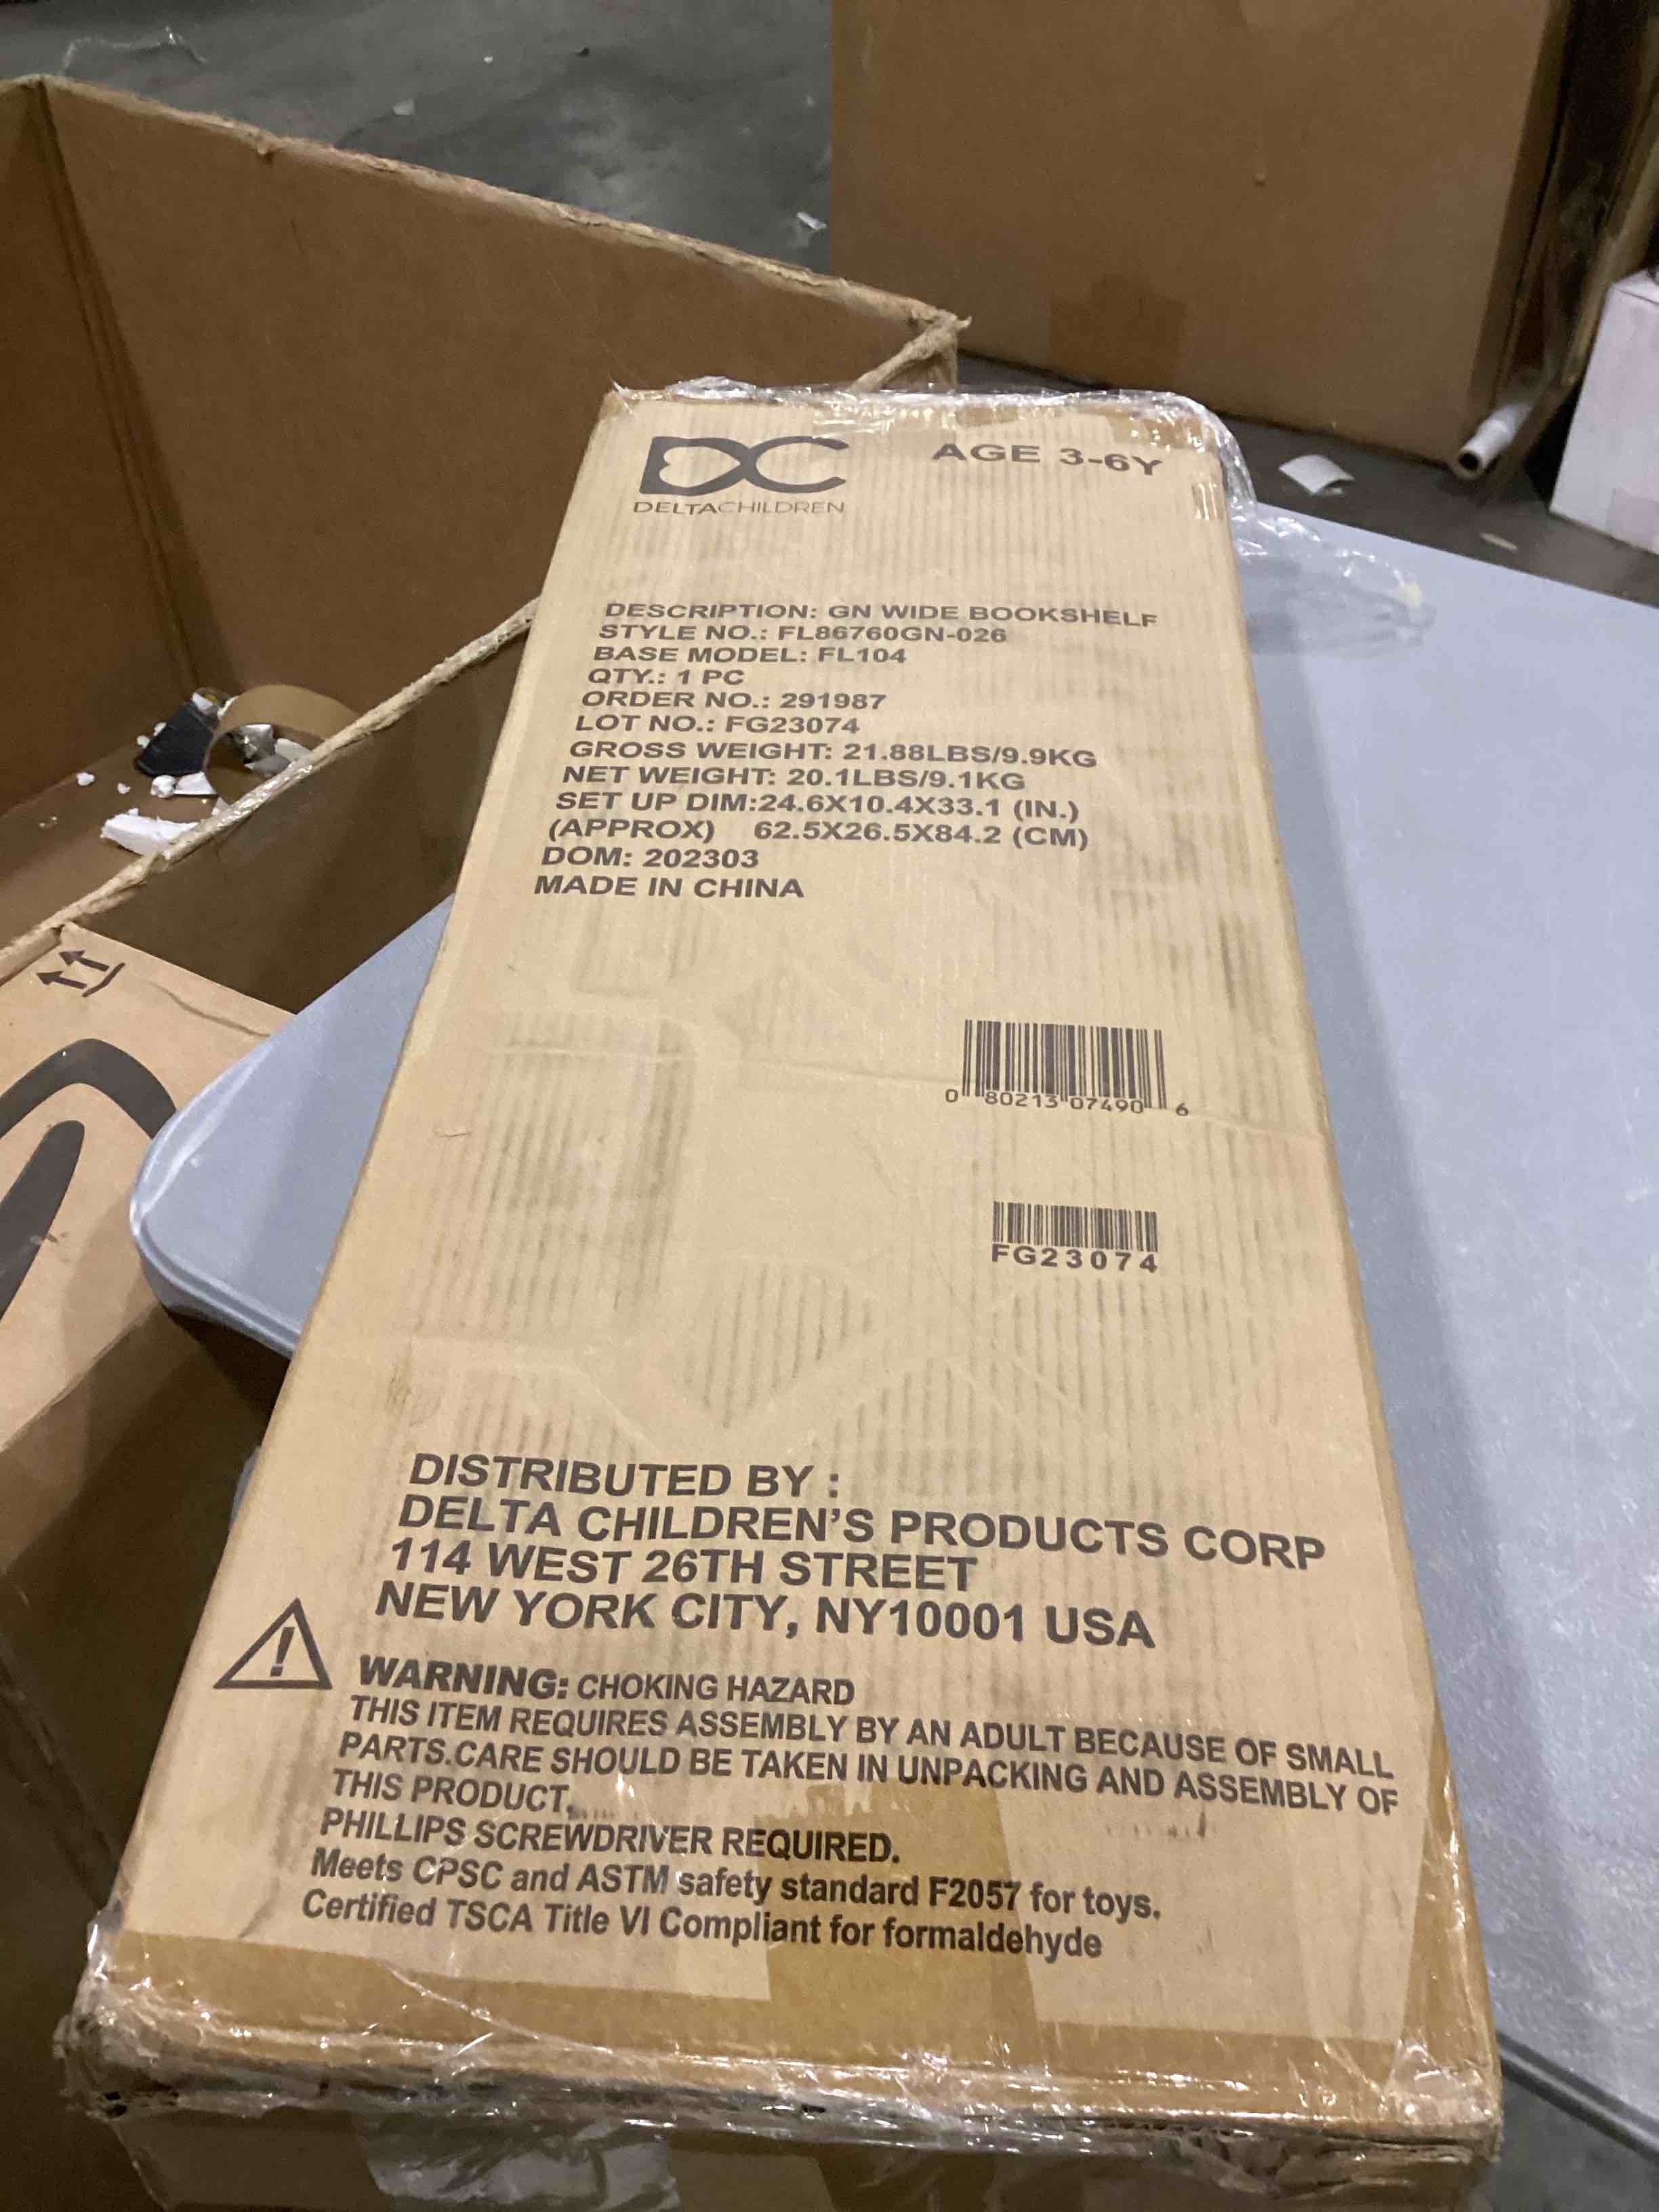 DC
DELTACHILDREN
AGE 3-6Y
DESCRIPTION: GN WIDE BOOKSHELF
STYLE NO.: FL86760GN-026
BASE MODEL: FL104
QTY.: 1 PC
ORDER NO.: 291987
LOT NO.: FG23074
GROSS WEIGHT: 21.88LBS/9.9KG
NET WEIGHT: 20.1LBS/9.1KG
SET UP DIM:24.6X10.4X33.1 (IN.)
(APPROX) 62.5X26.5X84.2 (CM)
DOM: 202303
MADE IN CHINA
0 80213 07490 6
FG23074
DISTRIBUTED BY :
DELTA CHILDREN'S PRODUCTS CORP
114 WEST 26TH STREET
NEW YORK CITY, NY10001 USA
WARNING: CHOKING HAZARD
THIS ITEM REQUIRES ASSEMBLY BY AN ADULT BECAUSE OF SMALL
PARTS.CARE SHOULD BE TAKEN IN UNPACKING AND ASSEMBLY OF
THIS PRODUCT.
PHILLIPS SCREWDRIVER REQUIRED.
Meets CPSC and ASTM safety standard F2057 for toys.
Certified TSCA Title VI Compliant for formaldehyde